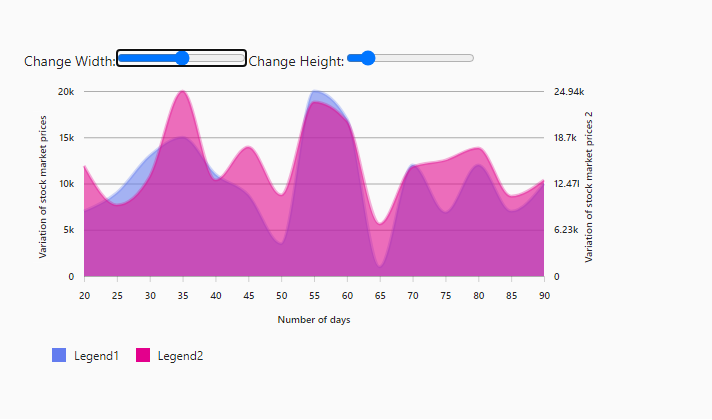 Change Width: Change Height:
Variation of stock market prices
20k
15k
10k
5k
0
24.94k
18.7k
12.47l
6.23k
0
Variation of stock market prices 2
20 25 30 35 40 45 50 55 60 65 70 75 80 85 90
Number of days
Legend1 Legend2